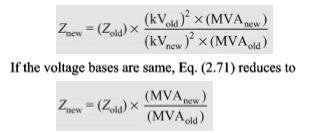 Z_new = (Z_old) × (kV_old)² × (MVA_new) / (kV_new)² × (MVA_old)
If the voltage bases are same, Eq. (2.71) reduces to
Z_new = (Z_old) × (MVA_new) / (MVA_old)